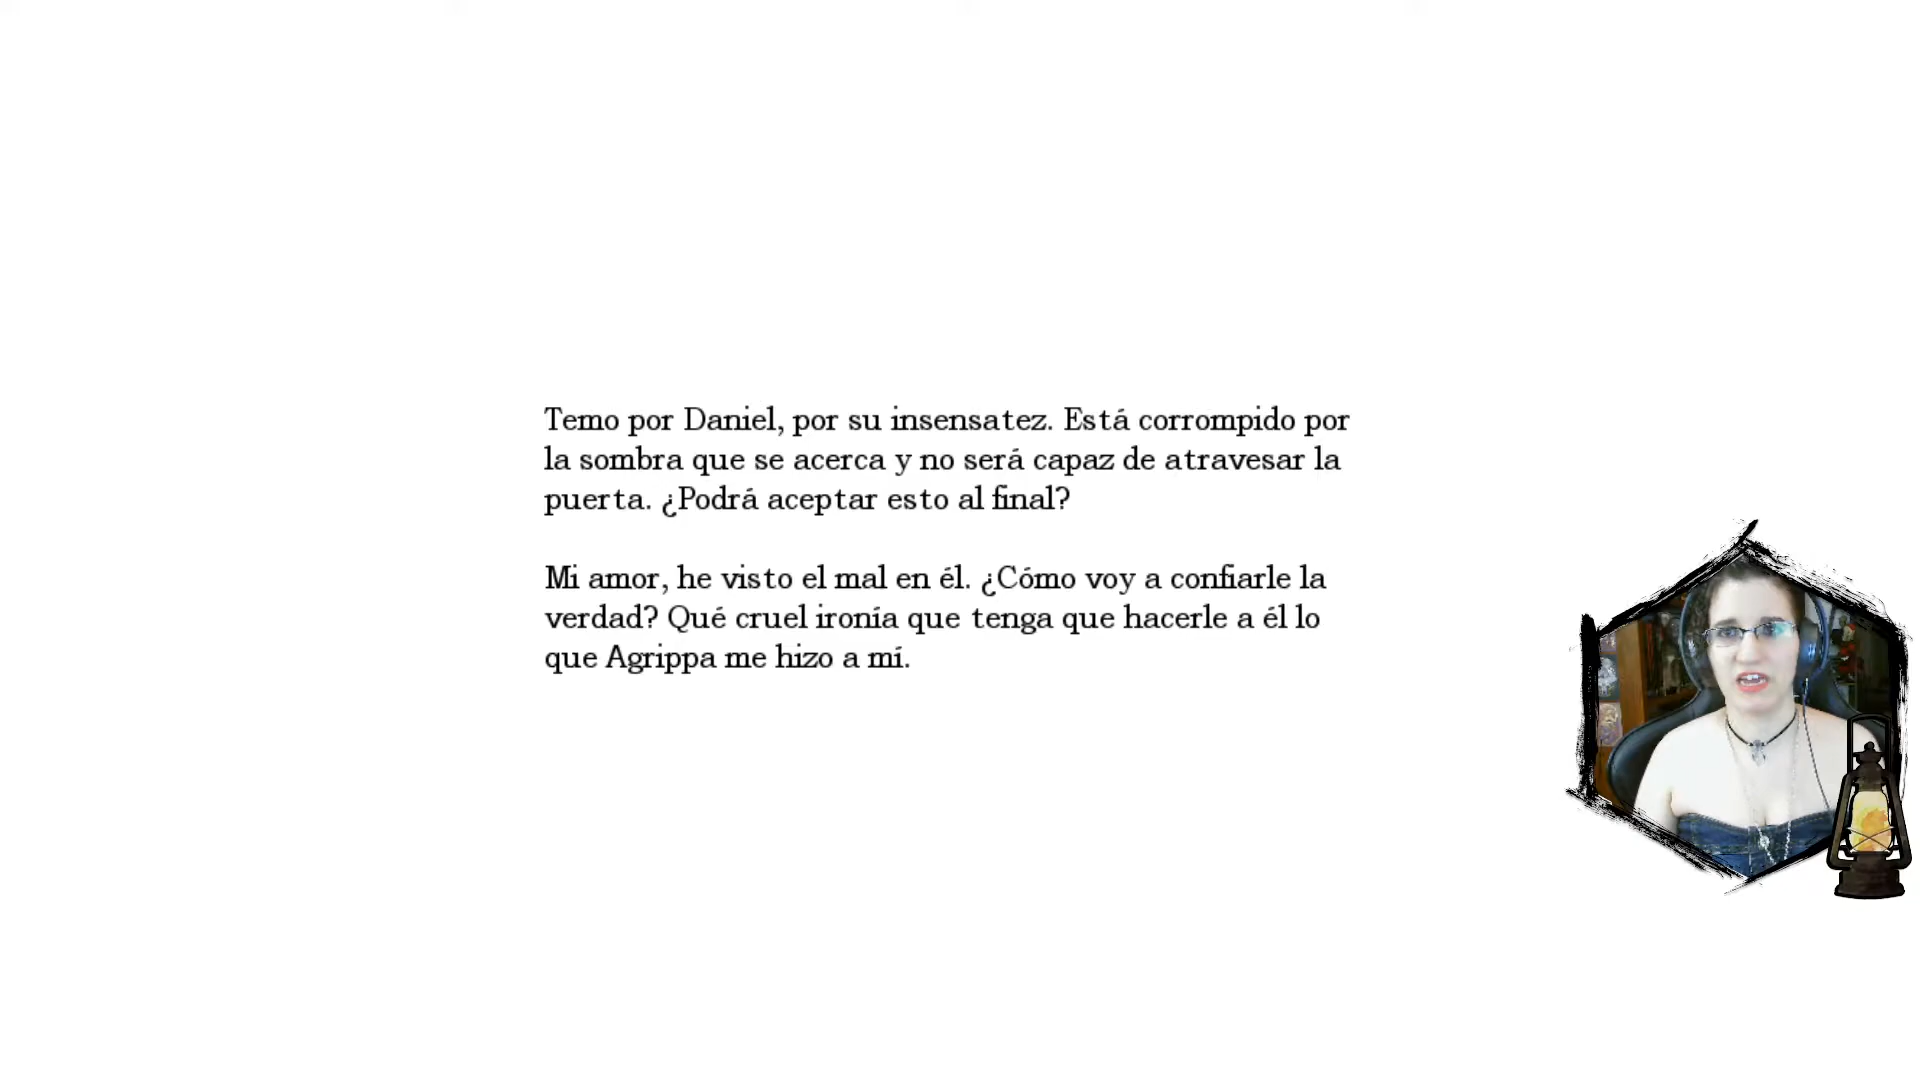 Temo por Daniel, por su insensatez. Está corrompido por
la sombra que se acerca y no será capaz de atravesar la
puerta. ¿Podrá aceptar esto al final?
Mi amor, he visto el mal en él. ¿Cómo voy a confiarle la
verdad? Qué cruel ironía que tenga que hacerle a él lo
que Agrippa me hizo a mí.